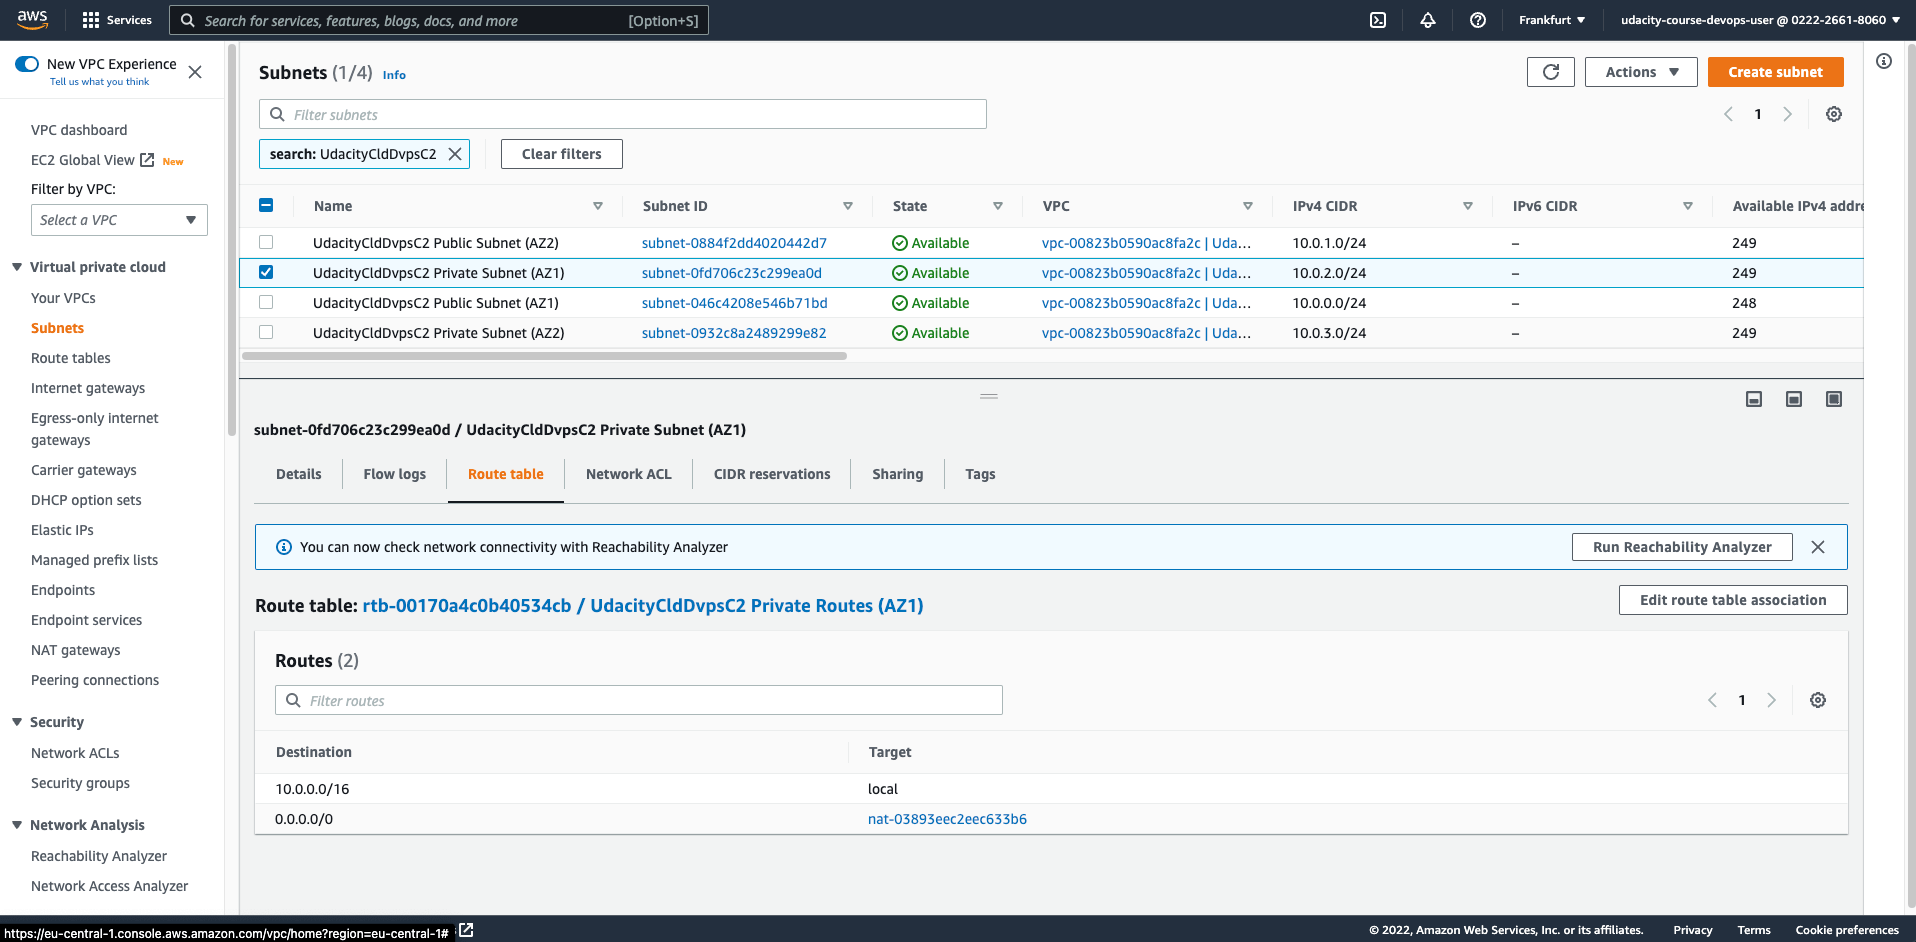 aws
Services
Search for services, features, blogs, docs, and more [Option+S]
Frankfurt
udacity-course-devops-user @ 0222-2661-8060
New VPC Experience
Tell us what you think
VPC dashboard
EC2 Global View New
Filter by VPC:
Select a VPC
Virtual private cloud
Your VPCs
Subnets
Route tables
Internet gateways
Egress-only internet
gateways
Carrier gateways
DHCP option sets
Elastic IPs
Managed prefix lists
Endpoints
Endpoint services
NAT gateways
Peering connections
Security
Network ACLs
Security groups
Network Analysis
Reachability Analyzer
Network Access Analyzer
Subnets (1/4) Info
Actions
Create subnet
Filter subnets
1
search: UdacityCldDvpsC2
Clear filters
Name Subnet ID State VPC IPv4 CIDR IPv6 CIDR Available IPv4 addre
UdacityCldDvpsC2 Public Subnet (AZ2) subnet-0884f2dd4020442d7 Available vpc-00823b0590ac8fa2c | Uda... 10.0.1.0/24 – 249
UdacityCldDvpsC2 Private Subnet (AZ1) subnet-0fd706c23c299ea0d Available vpc-00823b0590ac8fa2c | Uda... 10.0.2.0/24 – 249
UdacityCldDvpsC2 Public Subnet (AZ1) subnet-046c4208e546b71bd Available vpc-00823b0590ac8fa2c | Uda... 10.0.0.0/24 – 248
UdacityCldDvpsC2 Private Subnet (AZ2) subnet-0932c8a2489299e82 Available vpc-00823b0590ac8fa2c | Uda... 10.0.3.0/24 – 249
subnet-0fd706c23c299ea0d / UdacityCldDvpsC2 Private Subnet (AZ1)
Details Flow logs Route table Network ACL CIDR reservations Sharing Tags
You can now check network connectivity with Reachability Analyzer
Run Reachability Analyzer
Route table: rtb-00170a4c0b40534cb / UdacityCldDvpsC2 Private Routes (AZ1)
Edit route table association
Routes (2)
Filter routes
1
Destination Target
10.0.0.0/16 local
0.0.0.0/0 nat-03893eec2eec633b6
https://eu-central-1.console.aws.amazon.com/vpc/home?region=eu-central-1#
© 2022, Amazon Web Services, Inc. or its affiliates. Privacy Terms Cookie preferences